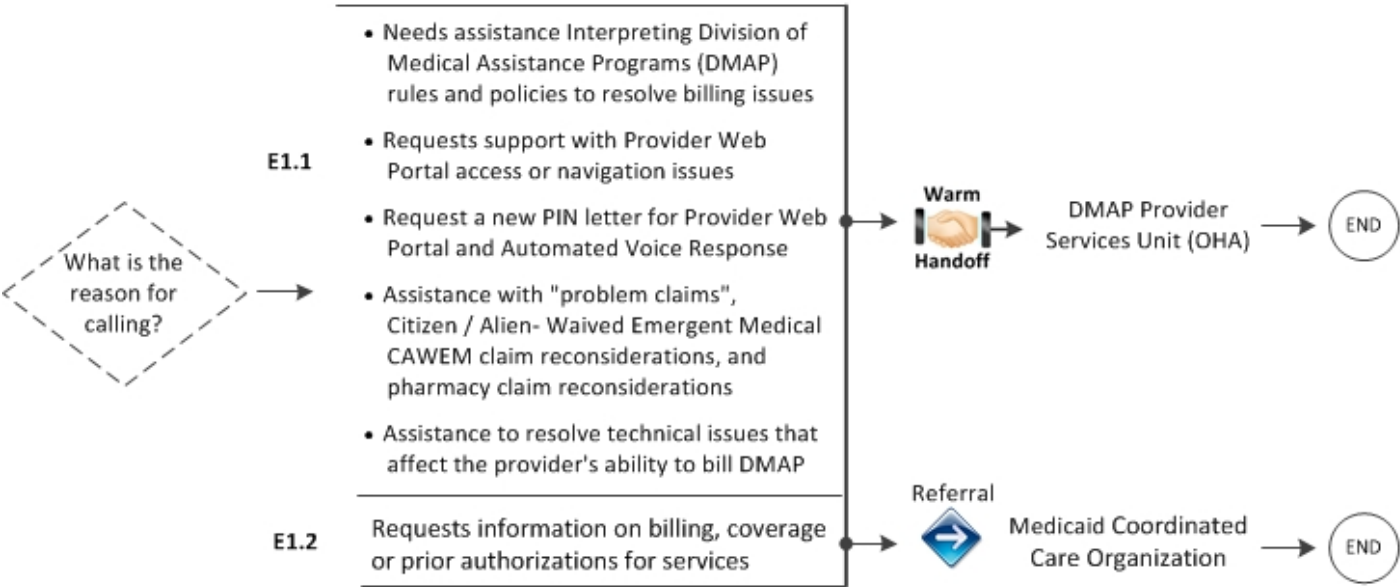 What is the
reason for
calling?
E1.1
• Needs assistance Interpreting Division of
Medical Assistance Programs (DMAP)
rules and policies to resolve billing issues
• Requests support with Provider Web
Portal access or navigation issues
• Request a new PIN letter for Provider Web
Portal and Automated Voice Response
• Assistance with "problem claims",
Citizen / Alien- Waived Emergent Medical
CAWEM claim reconsiderations, and
pharmacy claim reconsiderations
• Assistance to resolve technical issues that
affect the provider's ability to bill DMAP
Warm
Handoff
DMAP Provider
Services Unit (OHA)
END
E1.2
Requests information on billing, coverage
or prior authorizations for services
Referral
Medicaid Coordinated
Care Organization
END